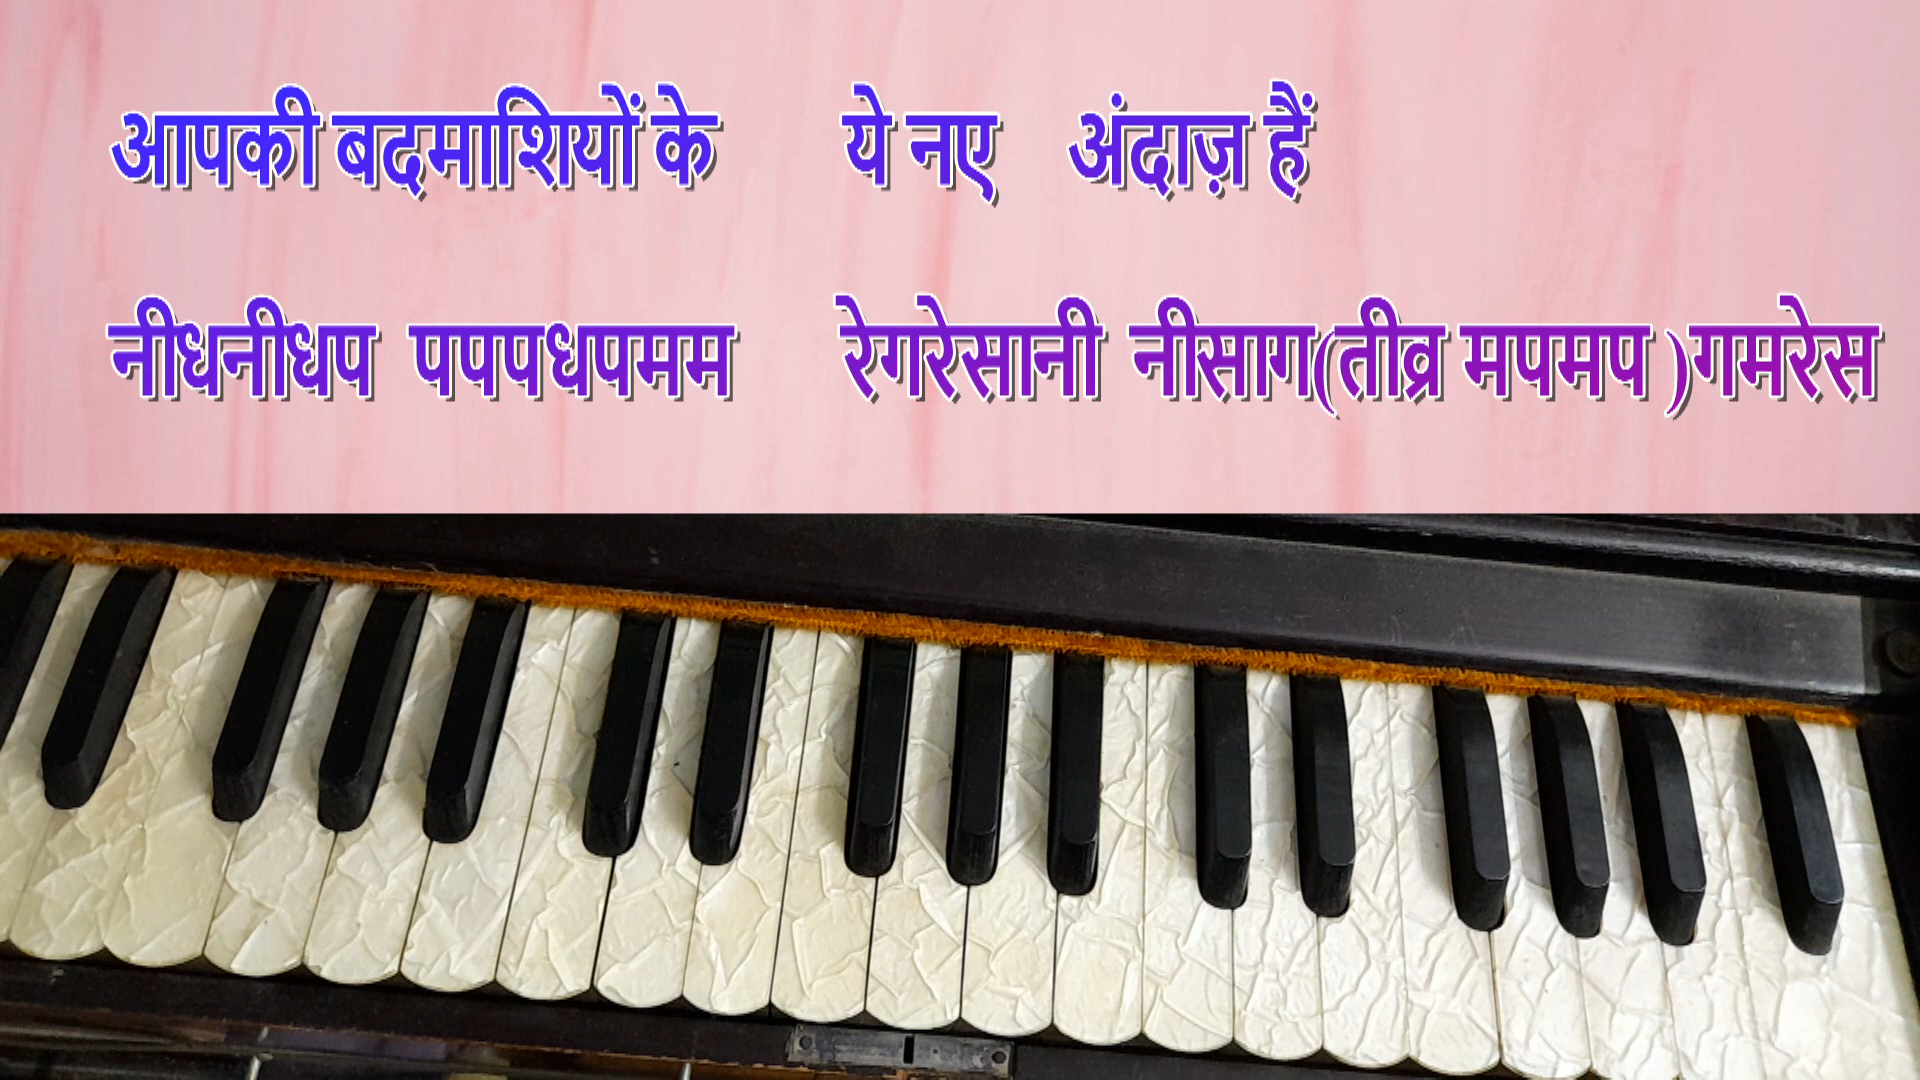 आपकी बदमाशियों के ये नए अंदाज़ हैं
नीधनीधप पपपधपमम रेगरेसानी नीसाग(तीव्र मपमप )गमरेस